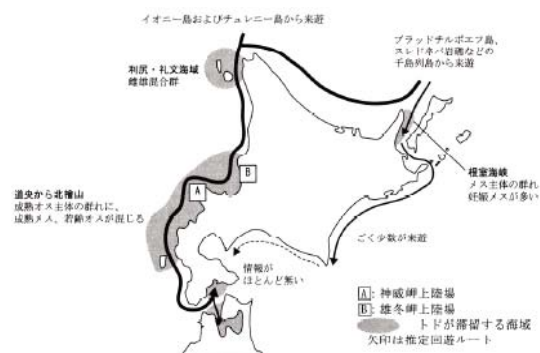 イオニー島およびチュレニー島から来遊
ブラッドチルポエフ島、
スレドネバ岩礁などの
千島列島から来遊
利尻・礼文海域
雌雄混合群
B
A
根室海峡
メス主体の群れ
妊娠メスが多い
道央から北檜山
成熟オス主体の群れに、
成熟メス、若齢オスが混じる
ごく少数が来遊
情報が
ほとんど無い
A: 神威岬上陸場
B: 雄冬岬上陸場
トドが滞留する海域
矢印は推定回遊ルート